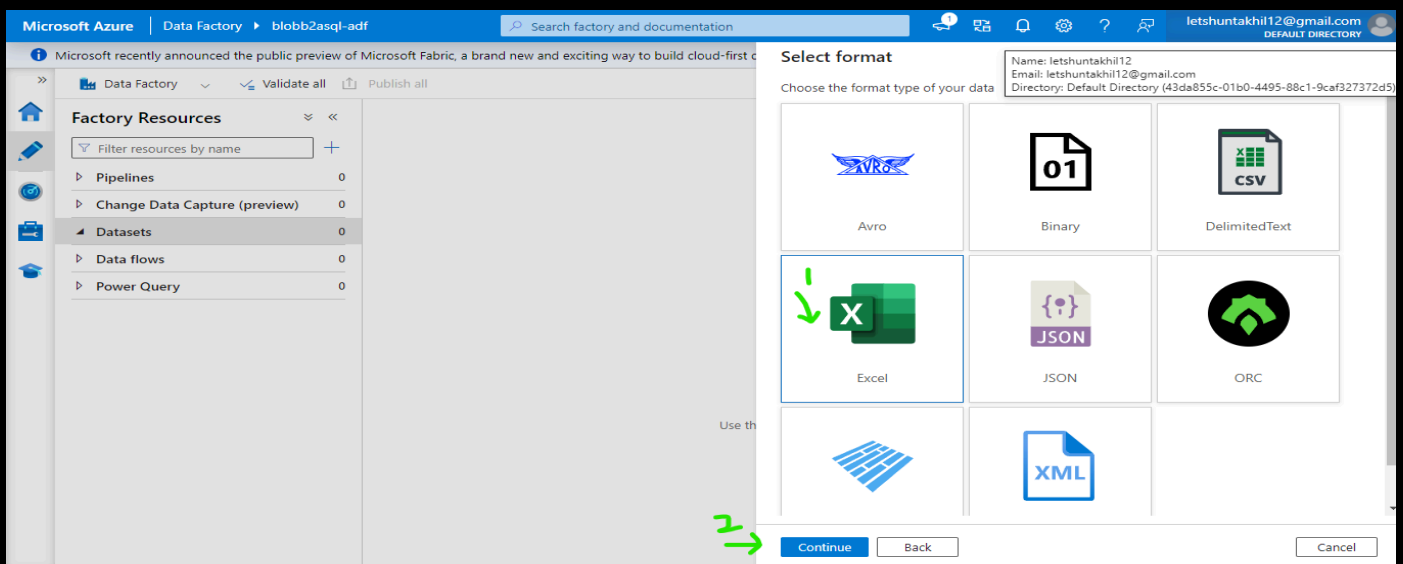 Microsoft Azure | Data Factory ▸ blobb2asql-adf
Search factory and documentation
1
letshuntakhil12@gmail.com
DEFAULT DIRECTORY
Microsoft recently announced the public preview of Microsoft Fabric, a brand new and exciting way to build cloud-first
Name: letshuntakhil12
Email: letshuntakhil12@gmail.com
Directory: Default Directory (43da855c-01b0-4495-88c1-9caf327372d5)
Data Factory
Validate all
Publish all
Factory Resources
Filter resources by name
Pipelines 0
Change Data Capture (preview) 0
Datasets 0
Data flows 0
Power Query 0
Use th
Select format
Choose the format type of your data
AVRO
01
CSV
Avro
Binary
DelimitedText
1
X
{ }
JSON
Excel
JSON
ORC
XML
2
Continue
Back
Cancel